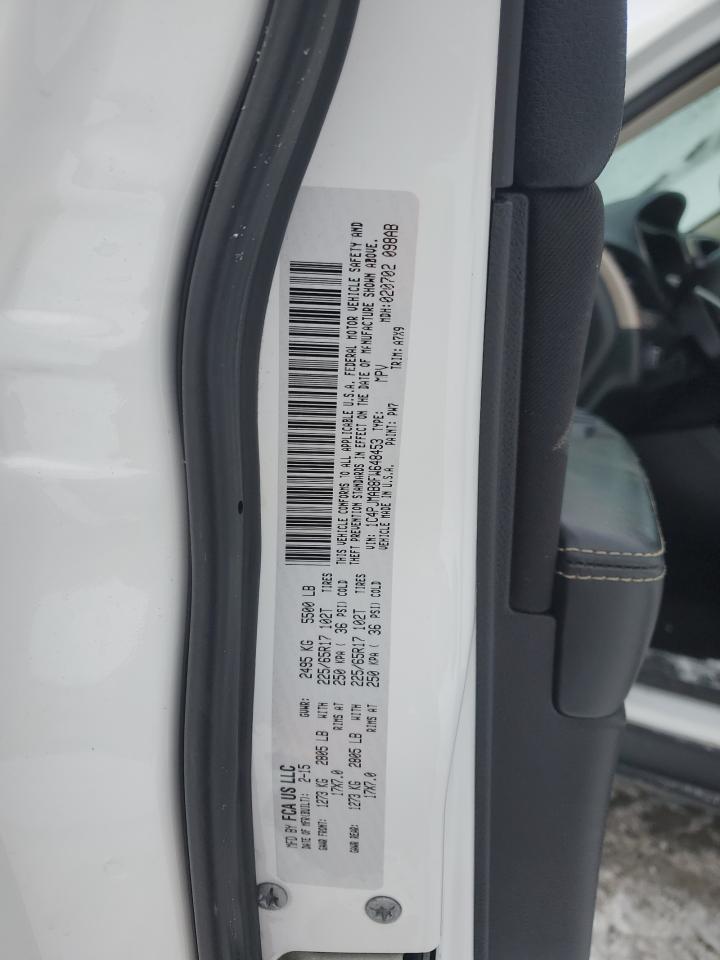 MFD BY FCA US LLC
DATE OF MFR(BUILT): 2-15 GVWR: 2495 KG 5500 LB
GAWR FRONT: 1273 KG 2805 LB WITH 225/65R17 102T TIRES
17X7.0 RIMS AT 250 KPA ( 36 PSI) COLD
GAWR REAR: 1273 KG 2805 LB WITH 225/65R17 102T TIRES
17X7.0 RIMS AT 250 KPA ( 36 PSI) COLD
THIS VEHICLE CONFORMS TO ALL APPLICABLE U.S.A. FEDERAL MOTOR VEHICLE SAFETY AND
THEFT PREVENTION STANDARDS IN EFFECT ON THE DATE OF MANUFACTURE SHOWN ABOVE.
VIN: 1C4PJMAB8FW648453 TYPE: MPV MDH:020702 098AB
VEHICLE MADE IN U.S.A. PAINT: PW7 TRIM: A7X9